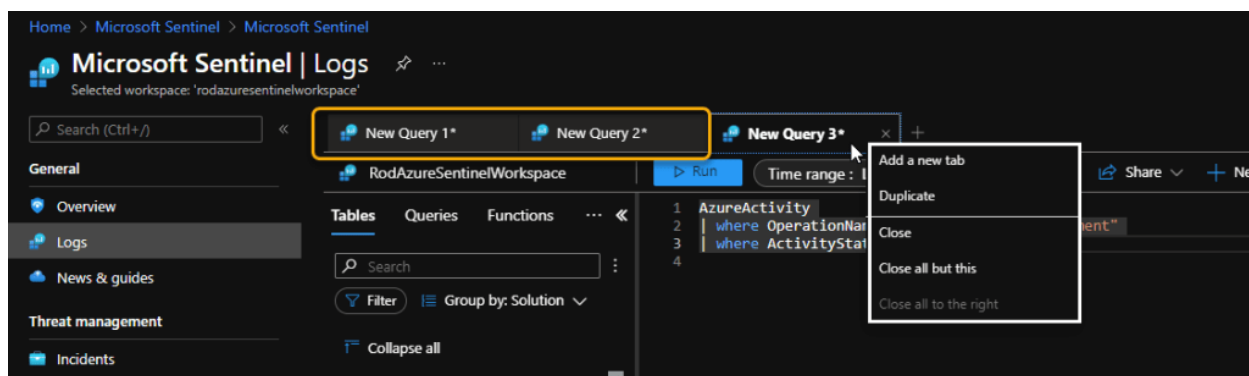 Home > Microsoft Sentinel > Microsoft Sentinel
Microsoft Sentinel | Logs
Selected workspace: 'rodazuresentinelworkspace'
Search (Ctrl+/)
New Query 1*
New Query 2*
New Query 3*
General
Overview
Logs
News & guides
Threat management
Incidents
RodAzureSentinelWorkspace
Run
Time range :
Share
Tables Queries Functions
Search
Filter
Group by: Solution
Collapse all
1 AzureActivity
2 | where
3 | where
4
Add a new tab
Duplicate
Close
Close all but this
Close all to the right